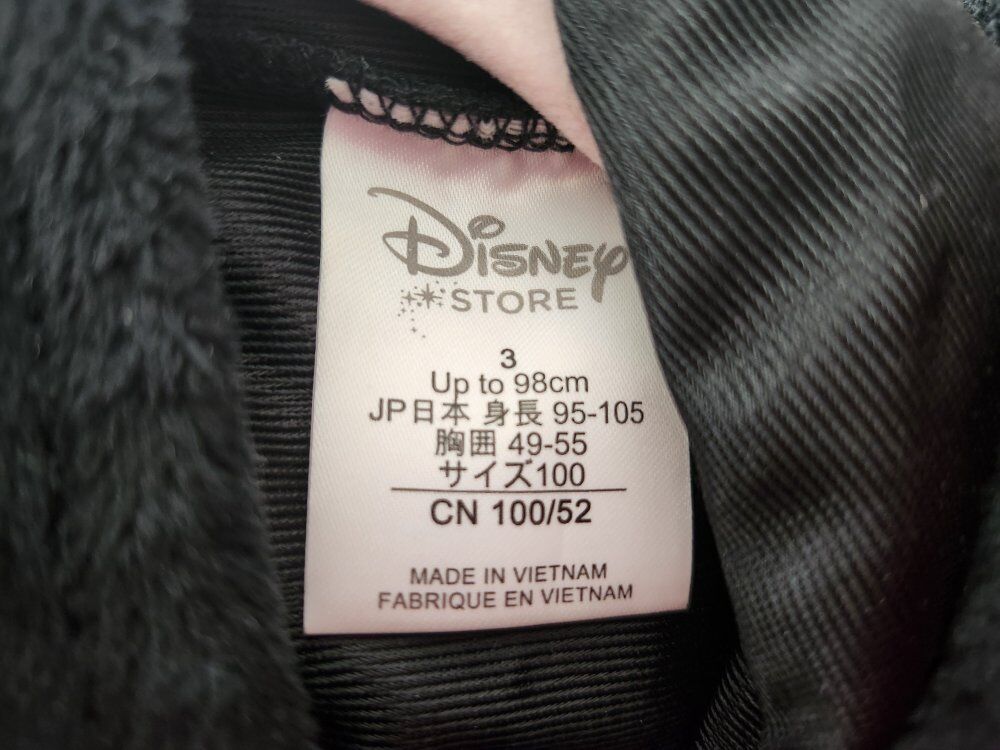 Disney
STORE
3
Up to 98cm
JP日本 身長 95-105
胸囲 49-55
サイズ100
CN 100/52
MADE IN VIETNAM
FABRIQUE EN VIETNAM